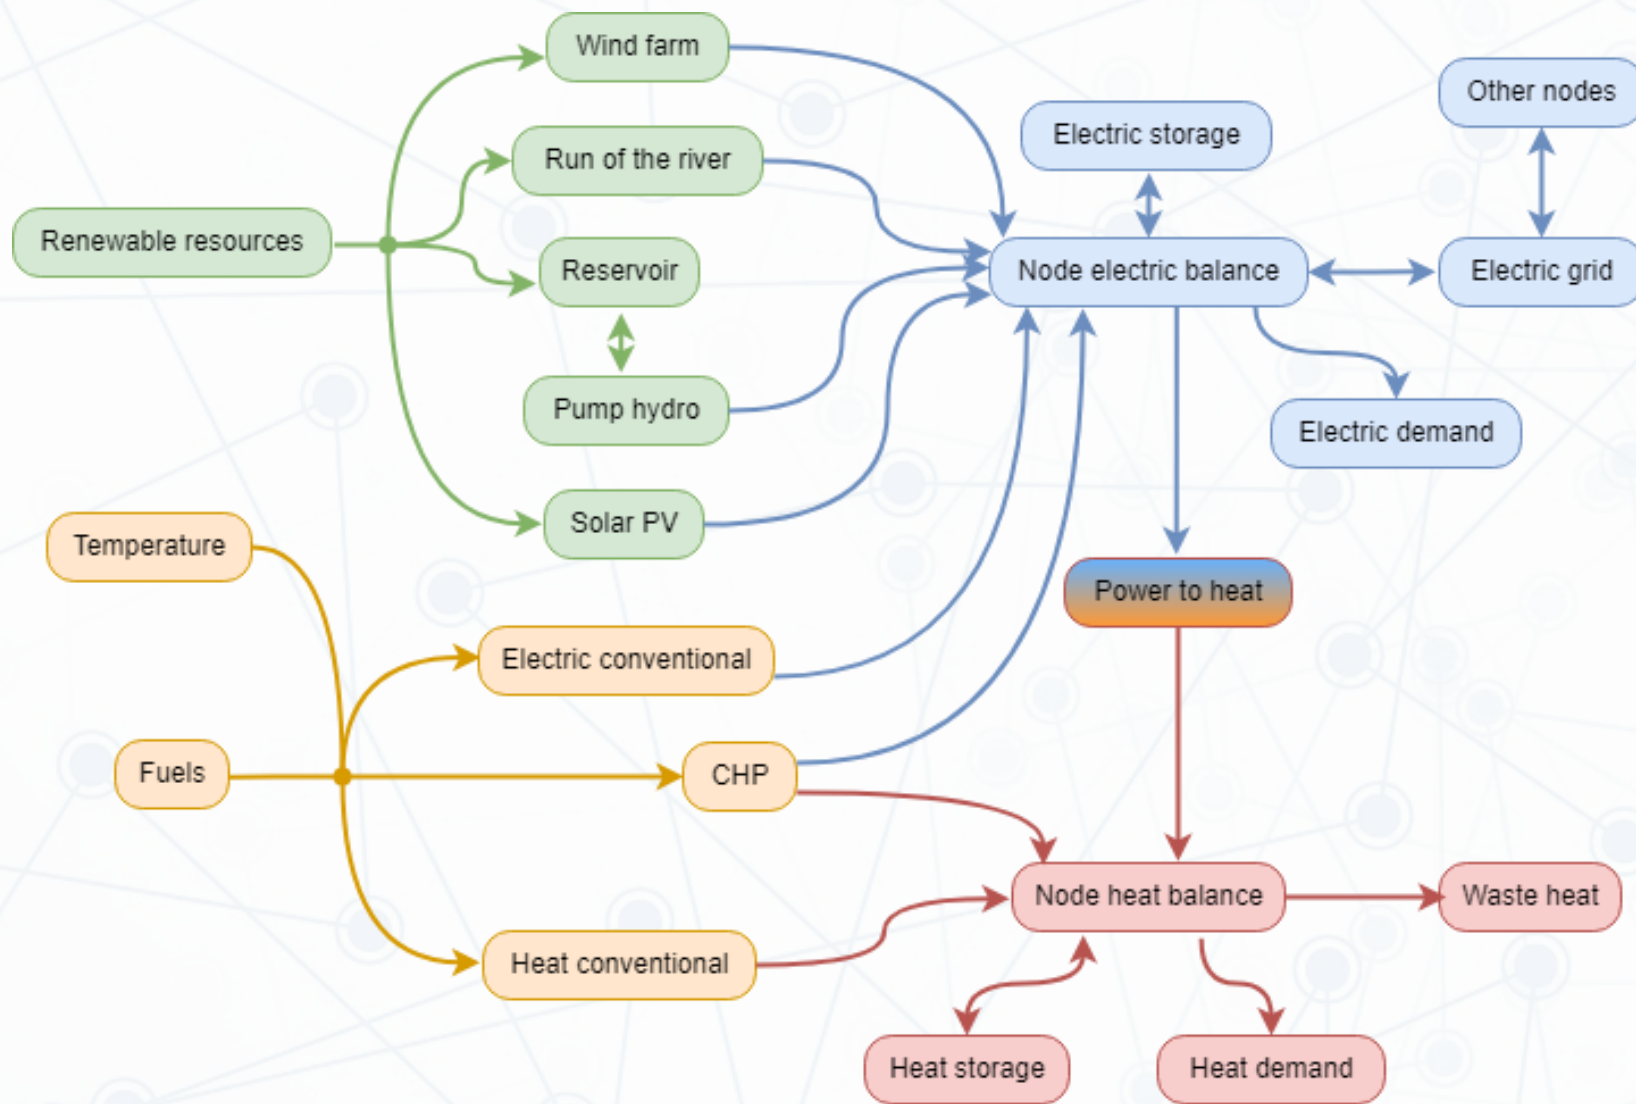 Wind farm
Other nodes
Electric storage
Run of the river
Renewable resources
Reservoir
Node electric balance
Electric grid
Pump hydro
Electric demand
Solar PV
Temperature
Power to heat
Electric conventional
Fuels
CHP
Node heat balance
Waste heat
Heat conventional
Heat storage
Heat demand